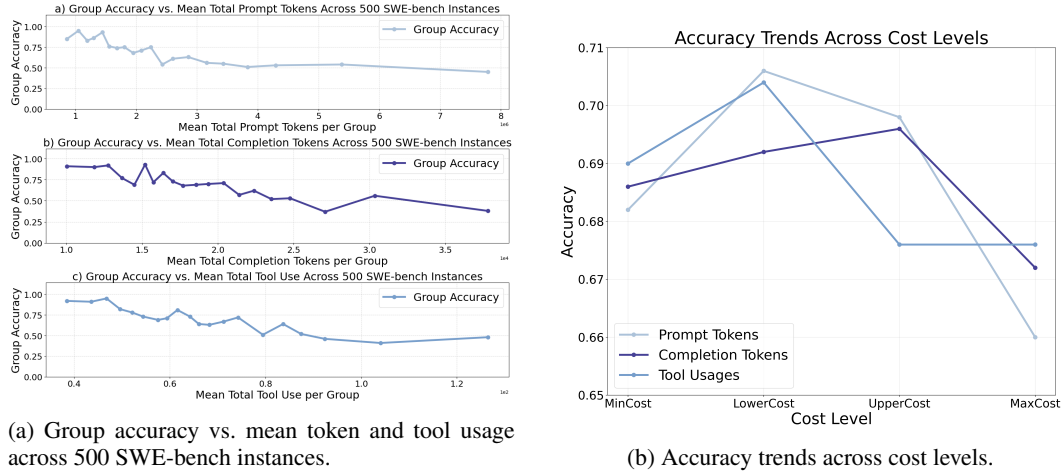 a) Group Accuracy vs. Mean Total Prompt Tokens Across 500 SWE-bench Instances
Group Accuracy
1.00
0.75
0.50
0.25
0.00
Group Accuracy
1 2 3 4 5 6 7 8
1e6
Mean Total Prompt Tokens per Group
b) Group Accuracy vs. Mean Total Completion Tokens Across 500 SWE-bench Instances
Group Accuracy
1.00
0.75
0.50
0.25
0.00
Group Accuracy
1.0 1.5 2.0 2.5 3.0 3.5
1e4
Mean Total Completion Tokens per Group
c) Group Accuracy vs. Mean Total Tool Use Across 500 SWE-bench Instances
Group Accuracy
1.00
0.75
0.50
0.25
0.00
Group Accuracy
0.4 0.6 0.8 1.0 1.2
1e2
Mean Total Tool Use per Group
(a) Group accuracy vs. mean token and tool usage
across 500 SWE-bench instances.
Accuracy Trends Across Cost Levels
Accuracy
0.71
0.70
0.69
0.68
0.67
0.66
0.65
Prompt Tokens
Completion Tokens
Tool Usages
MinCost LowerCost UpperCost MaxCost
Cost Level
(b) Accuracy trends across cost levels.